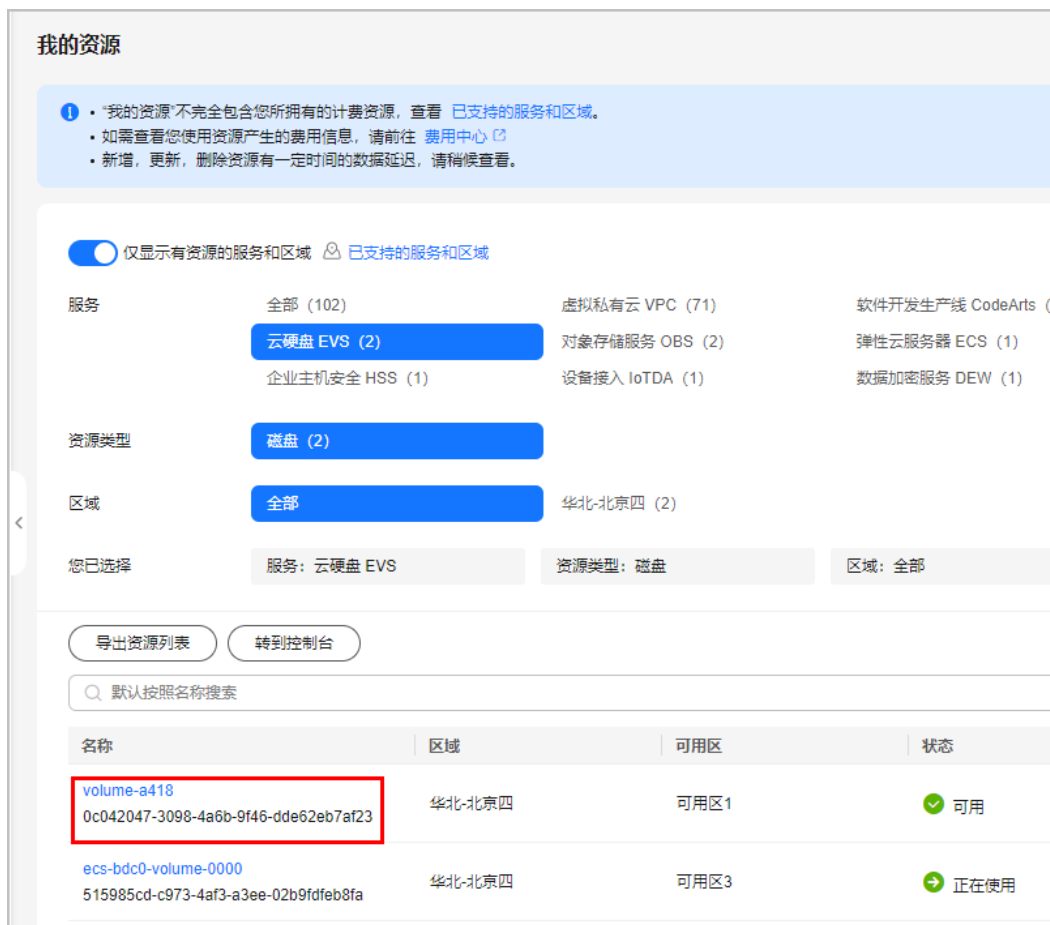 我的资源
• “我的资源”不完全包含您所拥有的计费资源，查看 已支持的服务和区域。
• 如需查看您使用资源产生的费用信息，请前往 费用中心
• 新增，更新，删除资源有一定时间的数据延迟，请稍候查看。
仅显示有资源的服务和区域 已支持的服务和区域
服务 全部（102） 虚拟私有云 VPC（71） 软件开发生产线 CodeArts（
云硬盘 EVS（2） 对象存储服务 OBS（2） 弹性云服务器 ECS（1）
企业主机安全 HSS（1） 设备接入 IoTDA（1） 数据加密服务 DEW（1）
资源类型 磁盘（2）
区域 全部 华北-北京四（2）
您已选择 服务：云硬盘 EVS 资源类型：磁盘 区域：全部
导出资源列表 转到控制台
默认按照名称搜索
名称 区域 可用区 状态
volume-a418
0c042047-3098-4a6b-9f46-dde62eb7af23 华北-北京四 可用区1 可用
ecs-bdc0-volume-0000
515985cd-c973-4af3-a3ee-02b9fdfeb8fa 华北-北京四 可用区3 正在使用